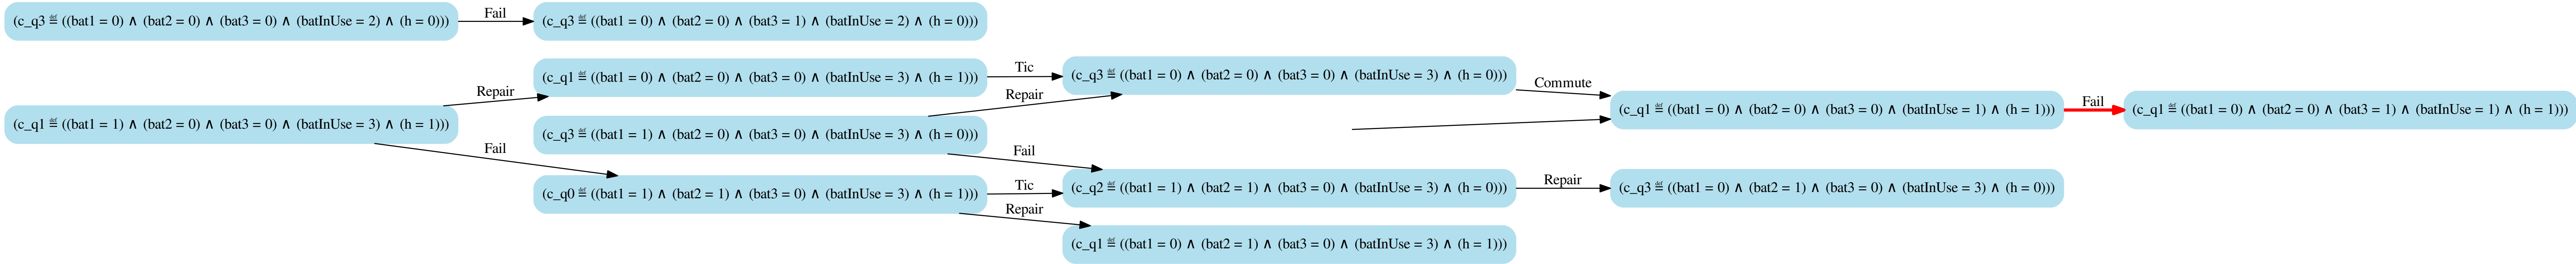 (c_q3 ≝ ((bat1 = 0) ∧ (bat2 = 0) ∧ (bat3 = 0) ∧ (batInUse = 2) ∧ (h = 0)))
Fail
(c_q3 ≝ ((bat1 = 0) ∧ (bat2 = 0) ∧ (bat3 = 1) ∧ (batInUse = 2) ∧ (h = 0)))
(c_q1 ≝ ((bat1 = 1) ∧ (bat2 = 0) ∧ (bat3 = 0) ∧ (batInUse = 3) ∧ (h = 1)))
Repair
Fail
(c_q1 ≝ ((bat1 = 0) ∧ (bat2 = 0) ∧ (bat3 = 0) ∧ (batInUse = 3) ∧ (h = 1)))
(c_q3 ≝ ((bat1 = 1) ∧ (bat2 = 0) ∧ (bat3 = 0) ∧ (batInUse = 3) ∧ (h = 0)))
(c_q0 ≝ ((bat1 = 1) ∧ (bat2 = 1) ∧ (bat3 = 0) ∧ (batInUse = 3) ∧ (h = 1)))
Tic
Repair
Fail
Tic
Repair
(c_q3 ≝ ((bat1 = 0) ∧ (bat2 = 0) ∧ (bat3 = 0) ∧ (batInUse = 3) ∧ (h = 0)))
(c_q2 ≝ ((bat1 = 1) ∧ (bat2 = 1) ∧ (bat3 = 0) ∧ (batInUse = 3) ∧ (h = 0)))
(c_q1 ≝ ((bat1 = 0) ∧ (bat2 = 1) ∧ (bat3 = 0) ∧ (batInUse = 3) ∧ (h = 1)))
Commute
Repair
(c_q1 ≝ ((bat1 = 0) ∧ (bat2 = 0) ∧ (bat3 = 0) ∧ (batInUse = 1) ∧ (h = 1)))
(c_q3 ≝ ((bat1 = 0) ∧ (bat2 = 1) ∧ (bat3 = 0) ∧ (batInUse = 3) ∧ (h = 0)))
Fail
(c_q1 ≝ ((bat1 = 0) ∧ (bat2 = 0) ∧ (bat3 = 1) ∧ (batInUse = 1) ∧ (h = 1)))